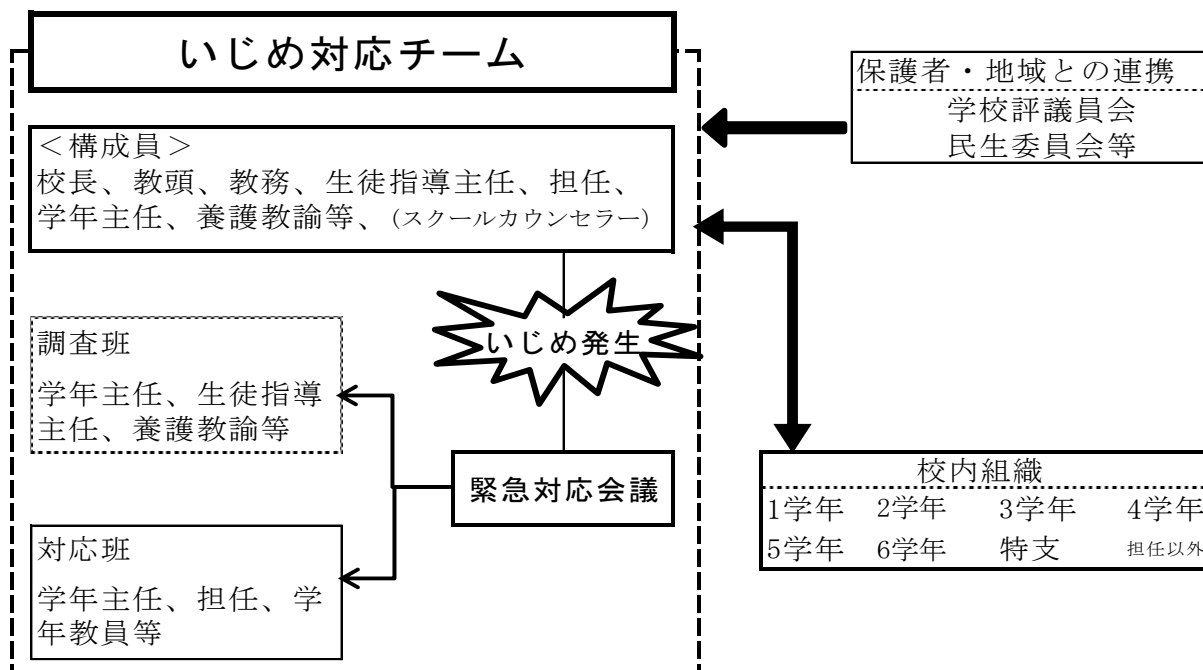 いじめ対応チーム
＜構成員＞
校長、教頭、教務、生徒指導主任、担任、
学年主任、養護教諭等、（スクールカウンセラー）
いじめ発生
調査班
学年主任、生徒指導
主任、養護教諭等
緊急対応会議
対応班
学年主任、担任、学
年教員等
保護者・地域との連携
学校評議員会
民生委員会等
校内組織
1学年 2学年 3学年 4学年
5学年 6学年 特支 担任以外